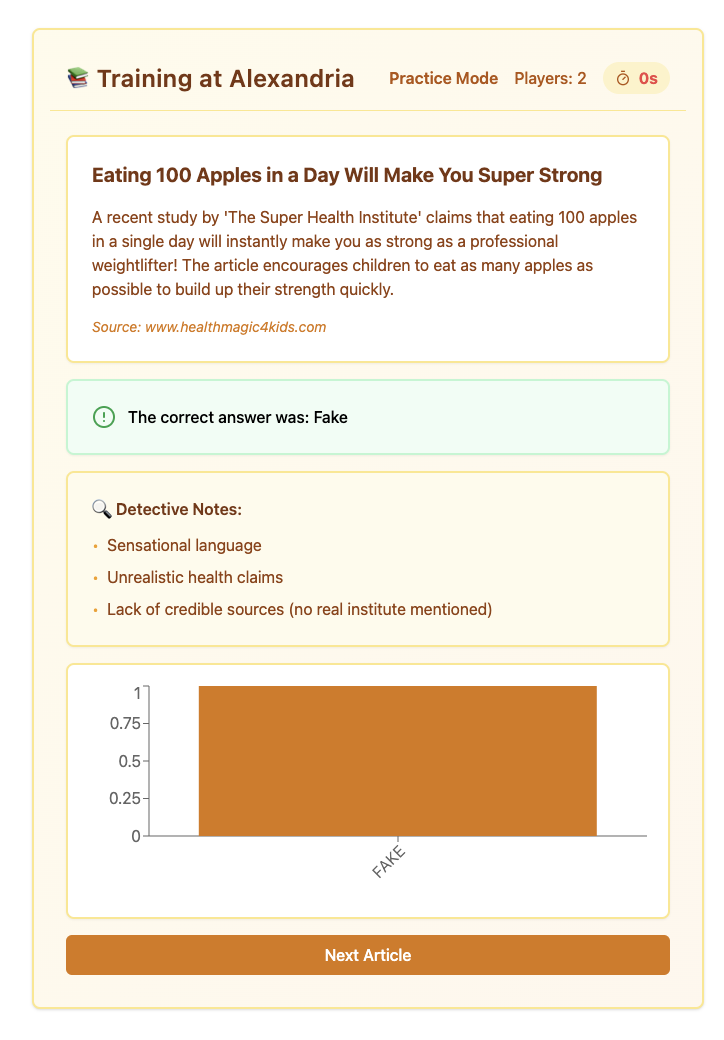 Training at Alexandria
Practice Mode
Players: 2
0s
Eating 100 Apples in a Day Will Make You Super Strong
A recent study by 'The Super Health Institute' claims that eating 100 apples
in a single day will instantly make you as strong as a professional
weightlifter! The article encourages children to eat as many apples as
possible to build up their strength quickly.
Source: www.healthmagic4kids.com
The correct answer was: Fake
Detective Notes:
• Sensational language
• Unrealistic health claims
• Lack of credible sources (no real institute mentioned)
1
0.75
0.5
0.25
0
FAKE
Next Article